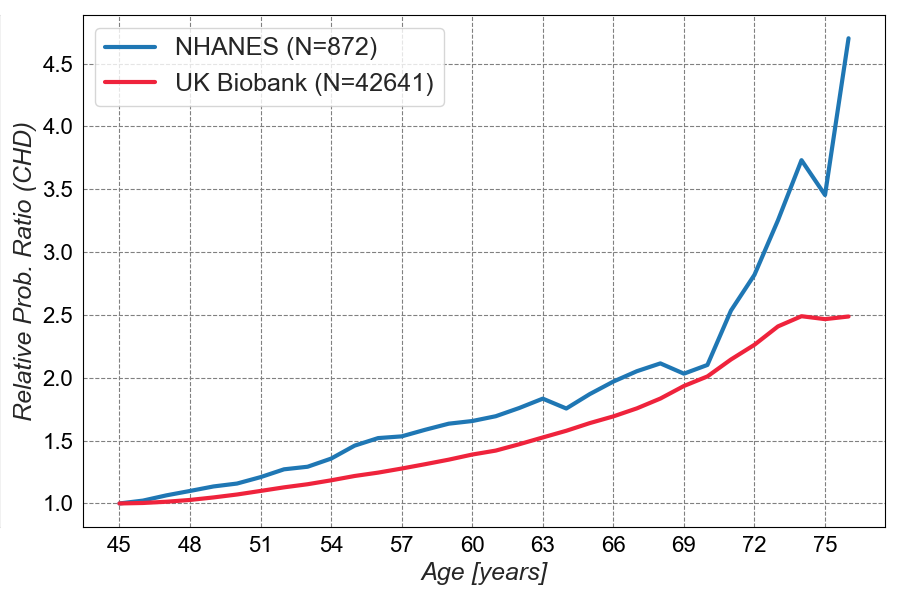 NHANES (N=872)
UK Biobank (N=42641)
Relative Prob. Ratio (CHD)
4.5
4.0
3.5
3.0
2.5
2.0
1.5
1.0
45 48 51 54 57 60 63 66 69 72 75
Age [years]